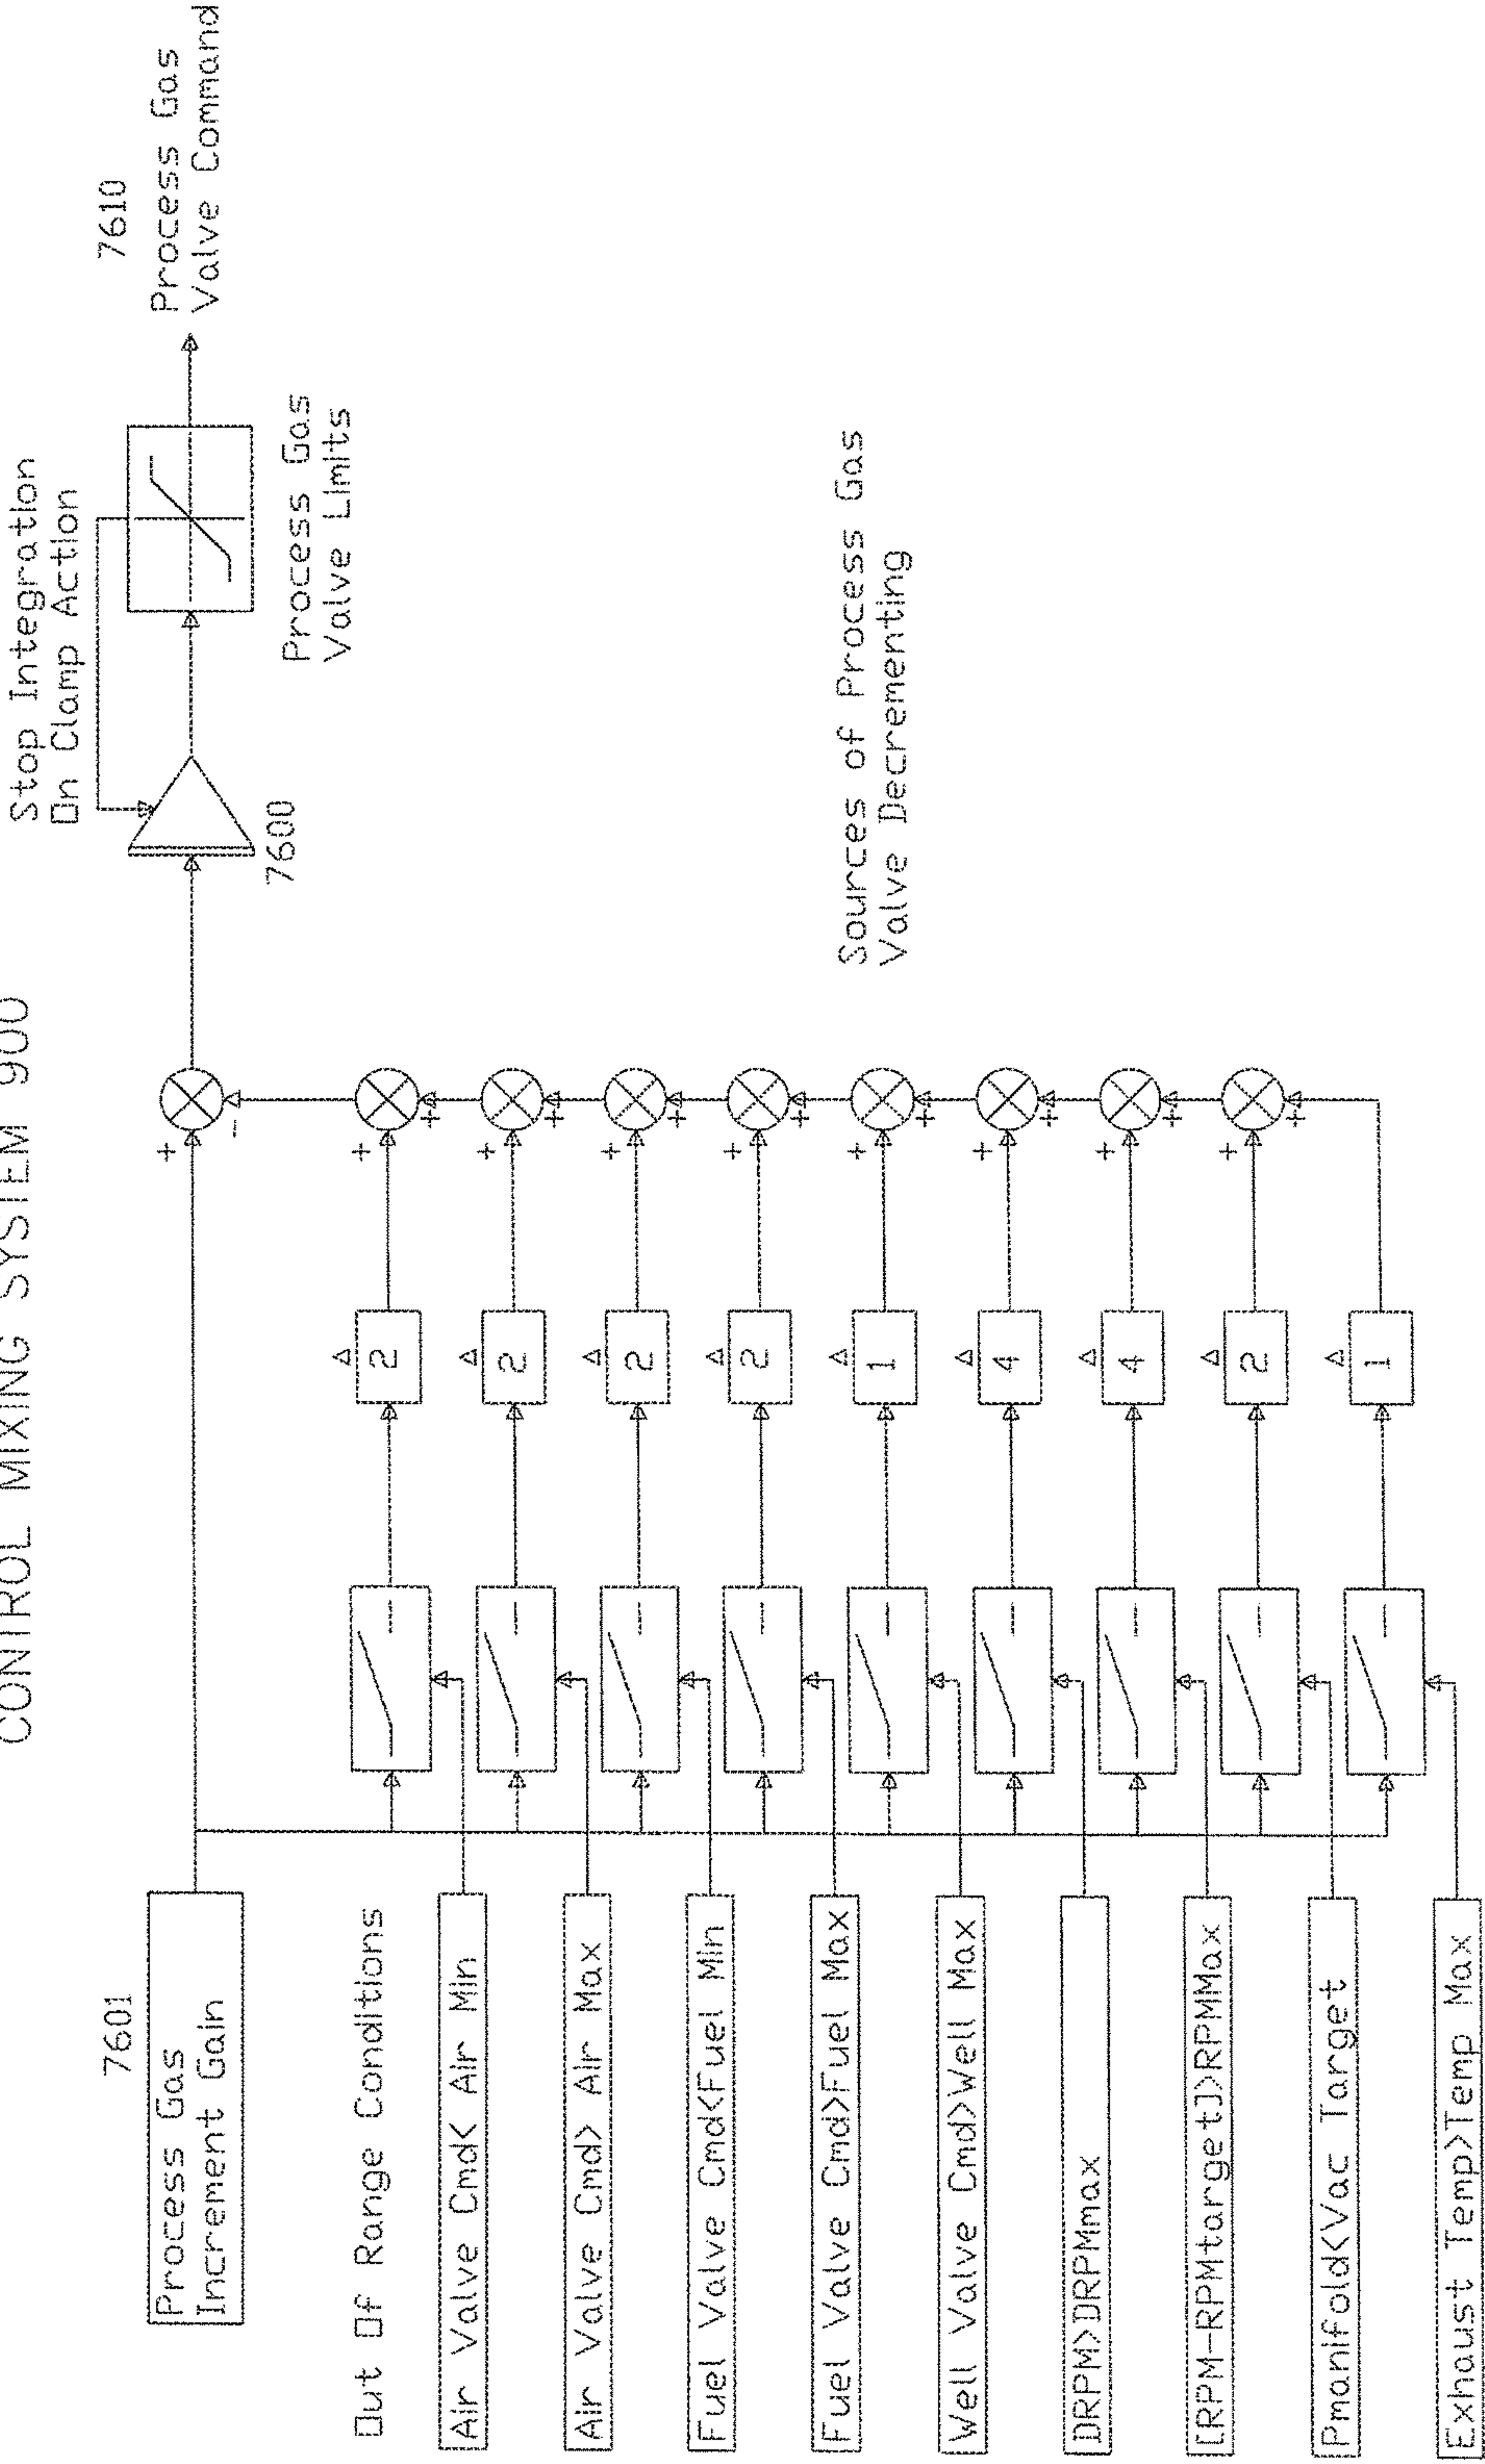 CONTROL MIXING SYSTEM 900
Stop Integration
On Clamp Action
7601
Process Gas
Increment Gain
+
-
7600
Process Gas
Valve Limits
7610
Process Gas
Valve Command
Out Of Range Conditions
Air Valve Cmd< Air Min
Δ
2
+
+
Air Valve Cmd> Air Max
Δ
2
+
+
Fuel Valve Cmd<Fuel Min
Δ
2
+
+
Fuel Valve Cmd>Fuel Max
Δ
2
+
+
Well Valve Cmd>Well Max
Δ
1
+
+
DRPM>DRPMmax
Δ
4
+
+
[RPM-RPMtarget]>RPMMax
Δ
4
+
+
Pmanifold<Vac Target
Δ
2
+
+
Exhaust Temp>Temp Max
Δ
1
Sources of Process Gas
Valve Decrementing